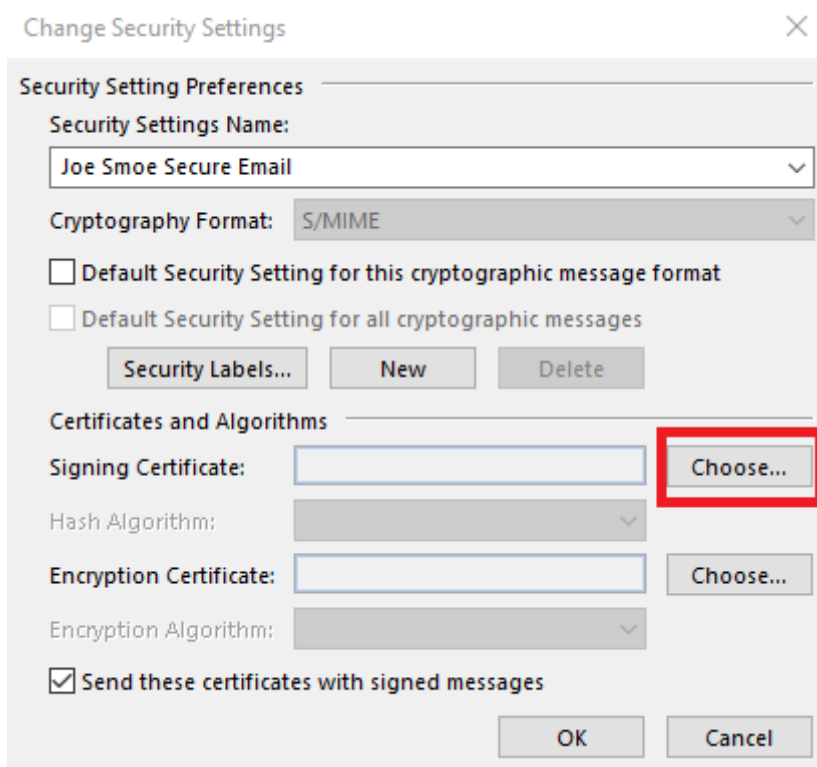 Change Security Settings
Security Setting Preferences
Security Settings Name:
Joe Smoe Secure Email
Cryptography Format: S/MIME
Default Security Setting for this cryptographic message format
Default Security Setting for all cryptographic messages
Security Labels... New Delete
Certificates and Algorithms
Signing Certificate: Choose...
Hash Algorithm:
Encryption Certificate: Choose...
Encryption Algorithm:
Send these certificates with signed messages
OK Cancel